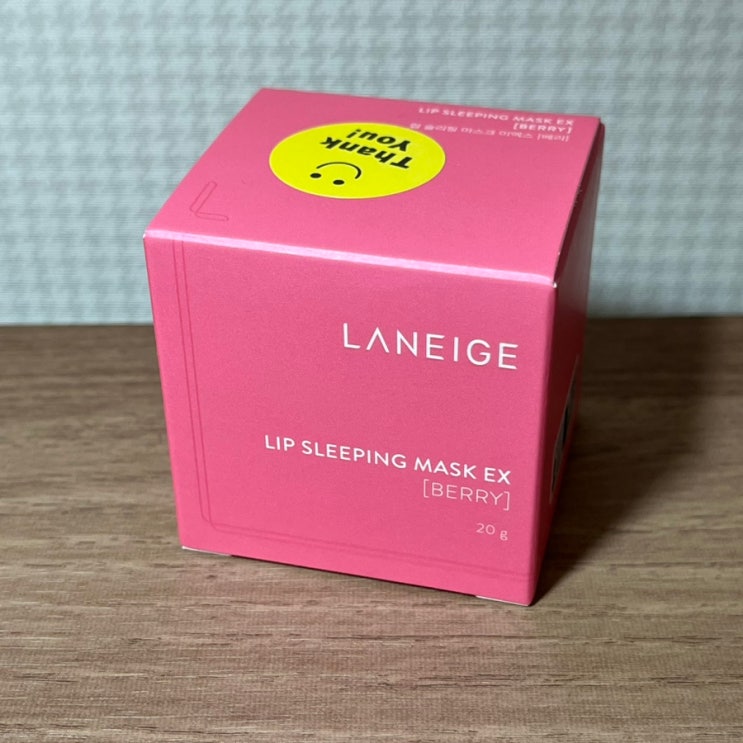 LIP SLEEPING MASK EX
[BERRY]
립 슬리핑 마스크 이엑스 [베리]
Thank
You!
LANEIGE
LIP SLEEPING MASK EX
[BERRY]
20 g